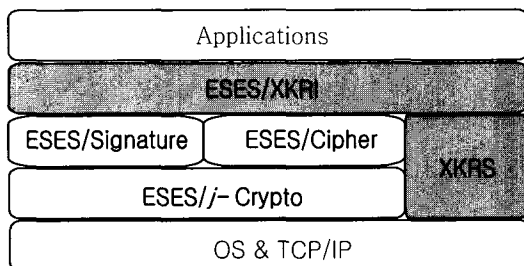 Applications
ESES/XKRI
ESES/Signature ESES/Cipher
XKRS
ESES/j- Crypto
OS & TCP/IP